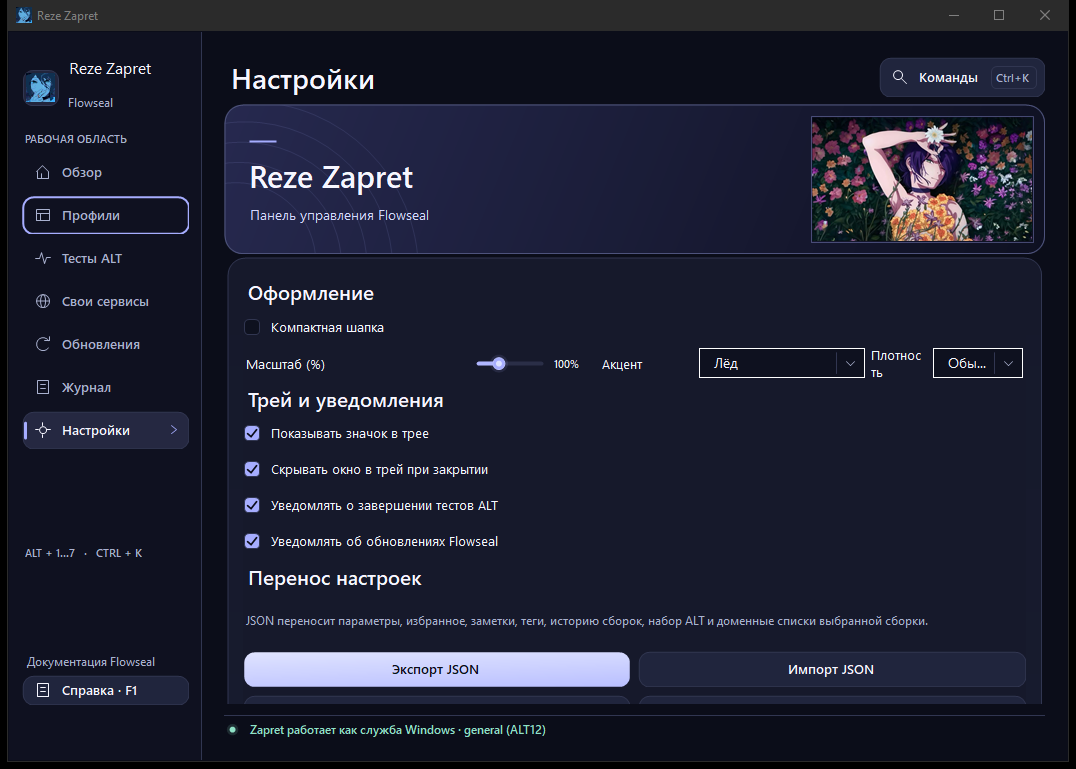 Reze Zapret
Reze Zapret
Flowseal
РАБОЧАЯ ОБЛАСТЬ
Обзор
Профили
Тесты ALT
Свои сервисы
Обновления
Журнал
Настройки
ALT + 1...7 · CTRL + K
Документация Flowseal
Справка · F1
Настройки
Команды Ctrl+K
Reze Zapret
Панель управления Flowseal
Оформление
Компактная шапка
Масштаб (%) 100% Акцент Лёд Плотнос
ть Обы...
Трей и уведомления
Показывать значок в трее
Скрывать окно в трей при закрытии
Уведомлять о завершении тестов ALT
Уведомлять об обновлениях Flowseal
Перенос настроек
JSON переносит параметры, избранное, заметки, теги, историю сборок, набор ALT и доменные списки выбранной сборки.
Экспорт JSON Импорт JSON
Zapret работает как служба Windows · general (ALT12)